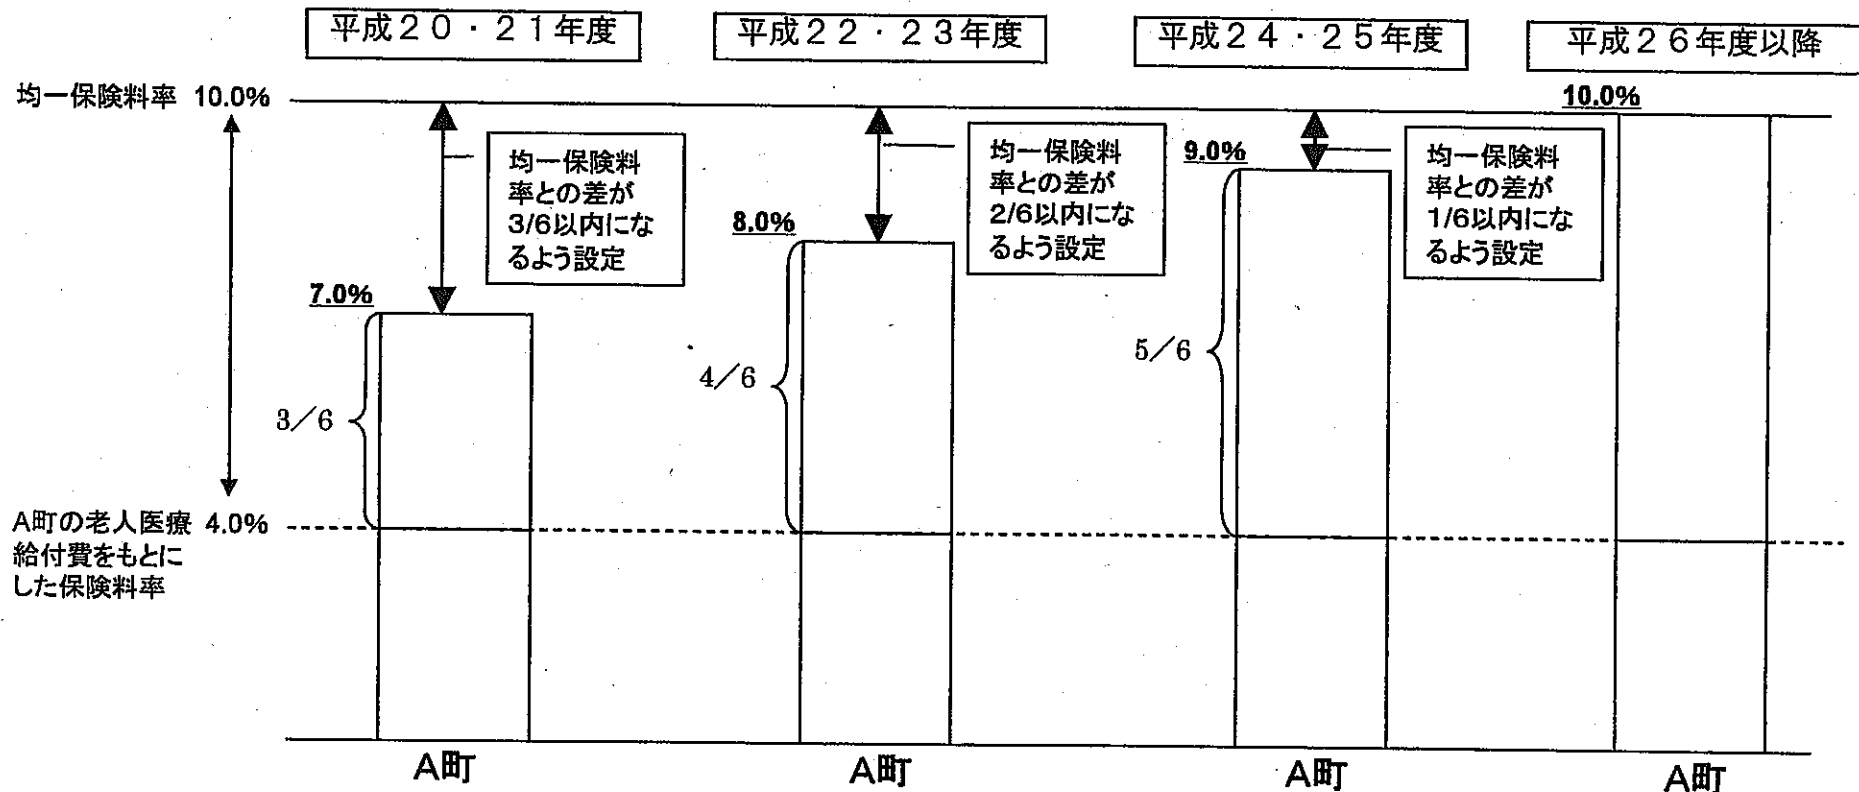 平成２０・２１年度
平成２２・２３年度
平成２４・２５年度
平成２６年度以降
均一保険料率 10.0%
10.0%
均一保険料
率との差が
3/6以内にな
るよう設定
均一保険料
率との差が
2/6以内にな
るよう設定
9.0%
均一保険料
率との差が
1/6以内にな
るよう設定
8.0%
7.0%
5／6
4／6
3／6
A町の老人医療 4.0%
給付費をもとに
した保険料率
A町
A町
A町
A町